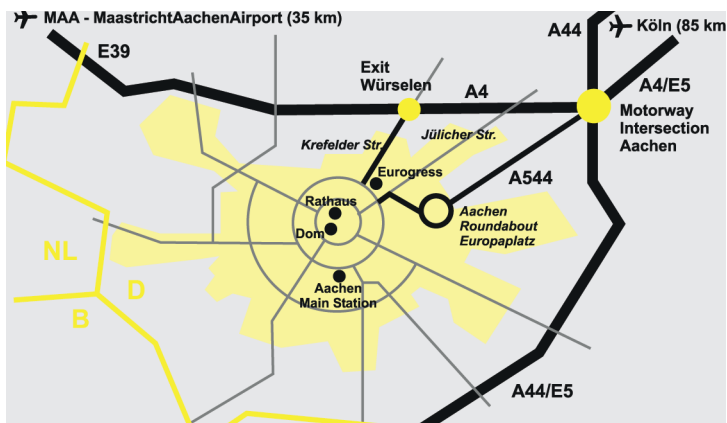 MAA - MaastrichtAachenAirport (35 km)
A44
Köln (85 km
E39
Exit
Würselen
A4
A4/E5
Motorway
Intersection
Aachen
Krefelder Str.
Jülicher Str.
Eurogress
A544
Rathaus
Dom
Aachen
Roundabout
Europaplatz
NL
D
B
Aachen
Main Station
A44/E5